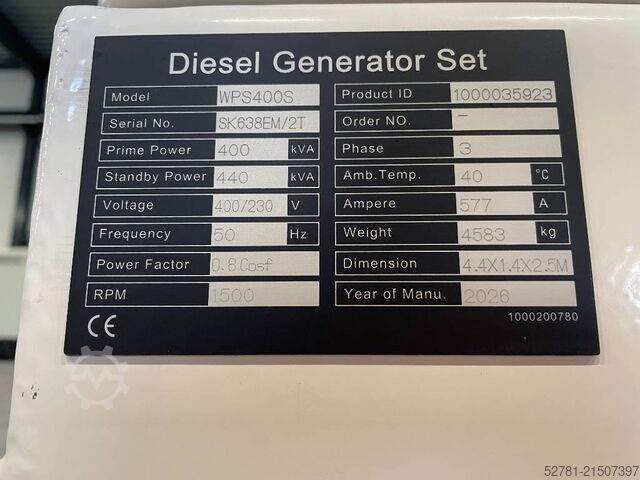 Diesel Generator Set
Model WPS400S Product ID 1000035923
Serial No. SK638EM/2T Order NO. -
Prime Power 400 kVA Phase 3
Standby Power 440 kVA Amb.Temp. 40 °C
Voltage 400/230 V Ampere 577 A
Frequency 50 Hz Weight 4583 kg
Power Factor 0.8 Cosf Dimension 4.4X1.4X2.5M
RPM 1500 Year of Manu. 2026
CE 1000200780
52781-21507397